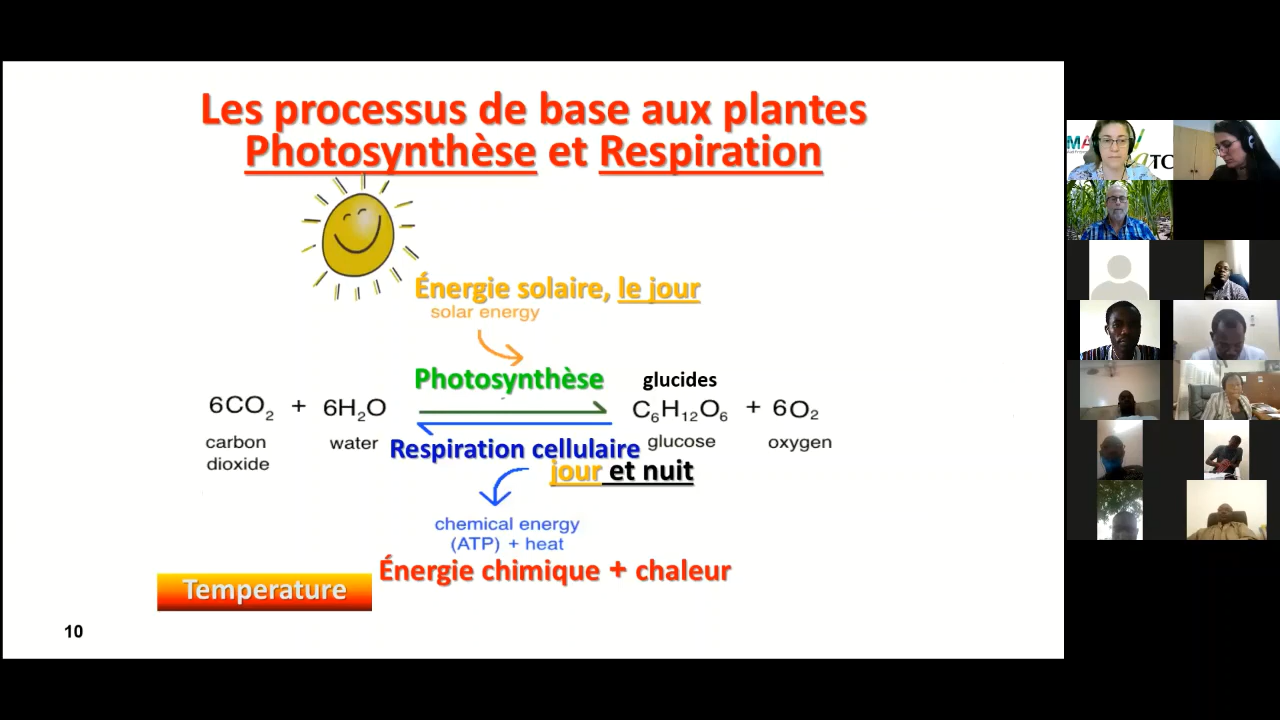 Les processus de base aux plantes
Photosynthèse et Respiration
Énergie solaire, le jour
solar energy
Photosynthèse
glucides
6CO2 + 6H2O C6H12O6 + 6O2
carbon dioxide
water
glucose
oxygen
Respiration cellulaire
jour et nuit
chemical energy
(ATP) + heat
Énergie chimique + chaleur
Temperature
10
MA
TC